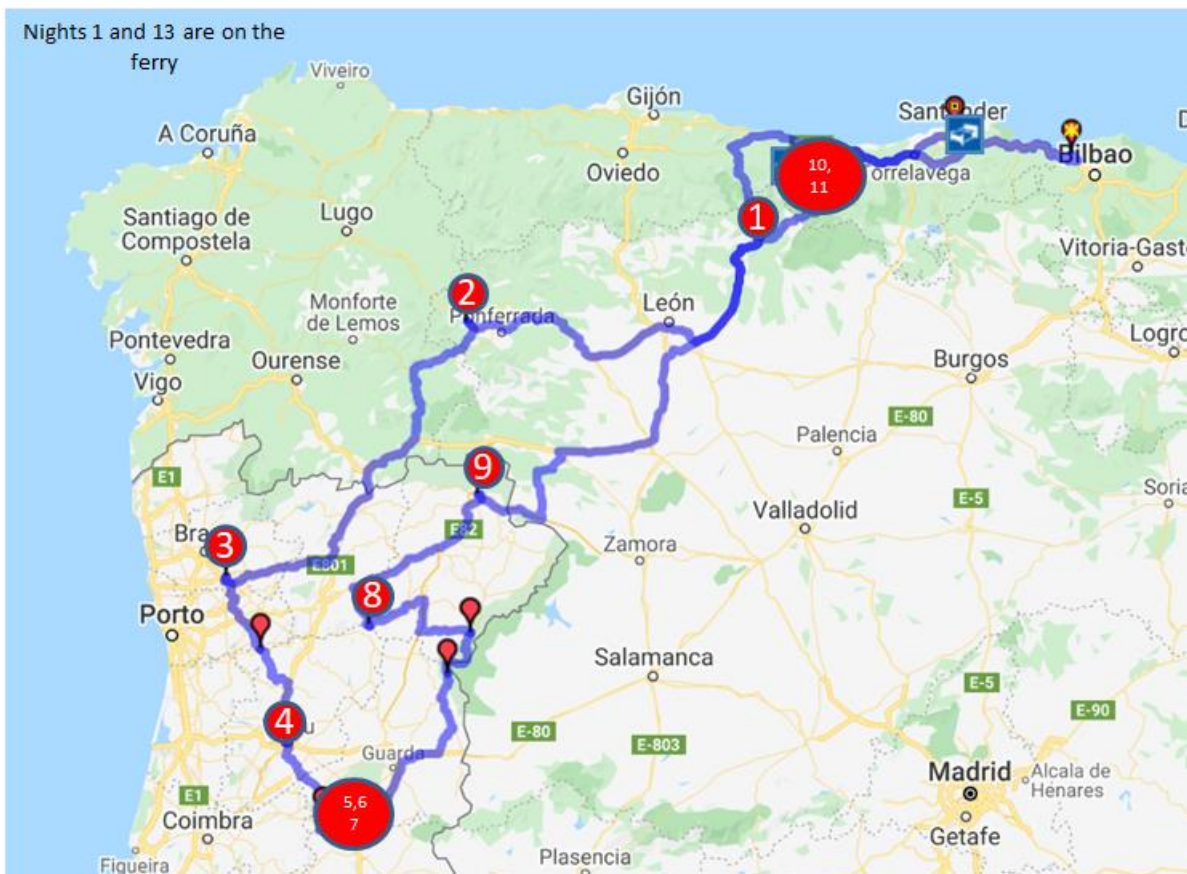 Nights 1 and 13 are on the
ferry
Viveiro
Gijón
Santander
A Coruña
Oviedo
Bilbao
D
10,
11
Torrelavega
1
Santiago de
Compostela
Lugo
Vitoria-Gaste
2
Monforte
de Lemos
Ponferrada
León
Pontevedra
Ourense
Logro
Vigo
Burgos
E-80
Palencia
E1
9
E-5
Soria
Valladolid
Bra
3
E82
Zamora
E801
8
Porto
Salamanca
E-5
4
u
E-90
E-80
E-803
Guarda
Madrid
Alcala de
Henares
5,6
7
E1
Coimbra
Getafe
Plasencia
Figueira